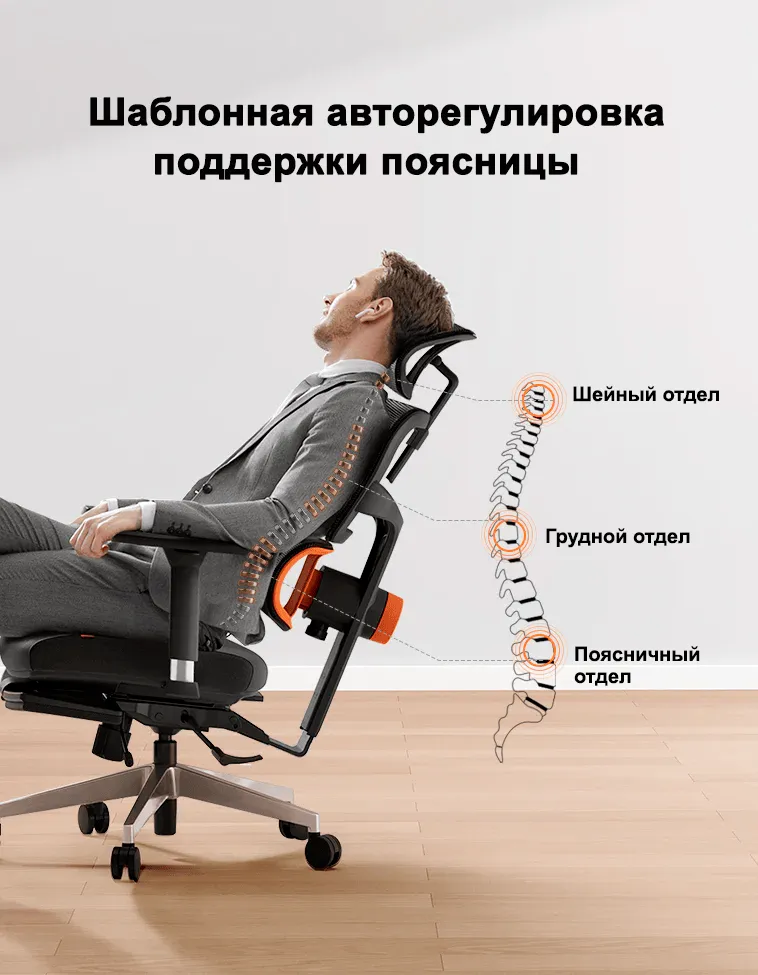 Шаблонная авторегулировка
поддержки поясницы
Шейный отдел
Грудной отдел
Поясничный
отдел